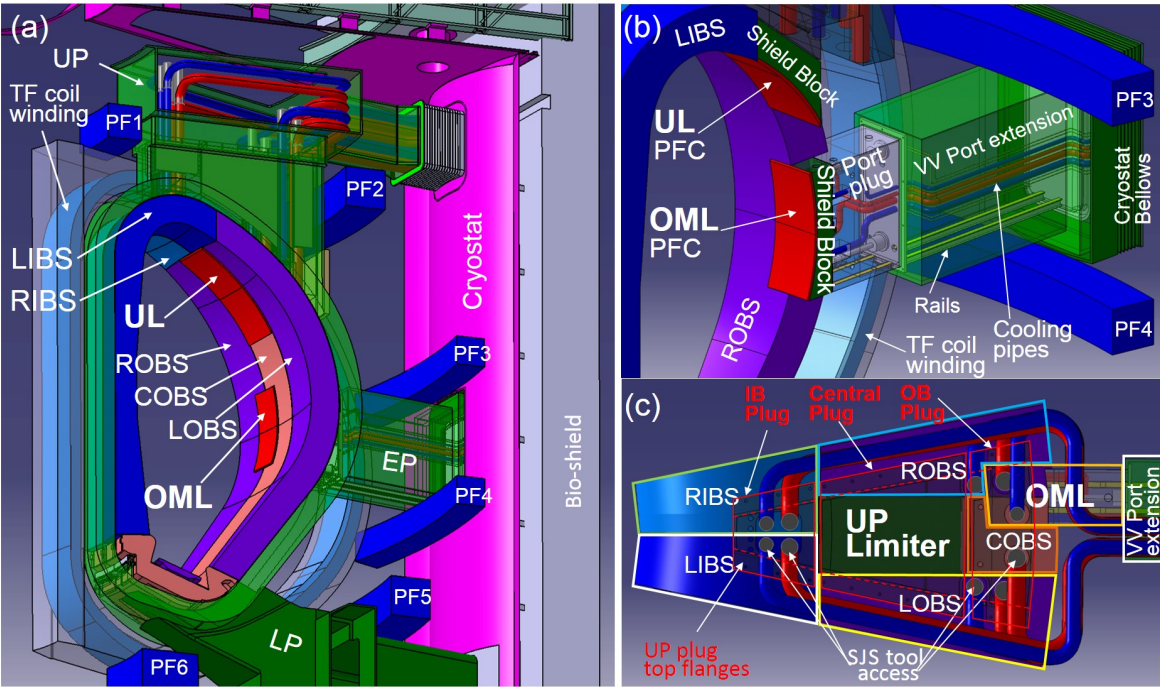 (a)
UP
TF coil
winding
PF1
PF2
LIBS
RIBS
UL
ROBS
COBS
LOBS
OML
Cryostat
PF3
EP
PF4
Bio-shield
PF5
LP
PF6
(b)
LIBS
Shield Block
PF3
UL
PFC
Port
plug
VV Port extension
OML
PFC
Shield Block
Cryostat
Bellows
Rails
Cooling
pipes
PF4
ROBS
TF coil
winding
(c)
IB
Plug
Central
Plug
OB
Plug
RIBS
ROBS
OML
VV Port
extension
UP
Limiter
COBS
LIBS
LOBS
UP plug
top flanges
SJS tool
access